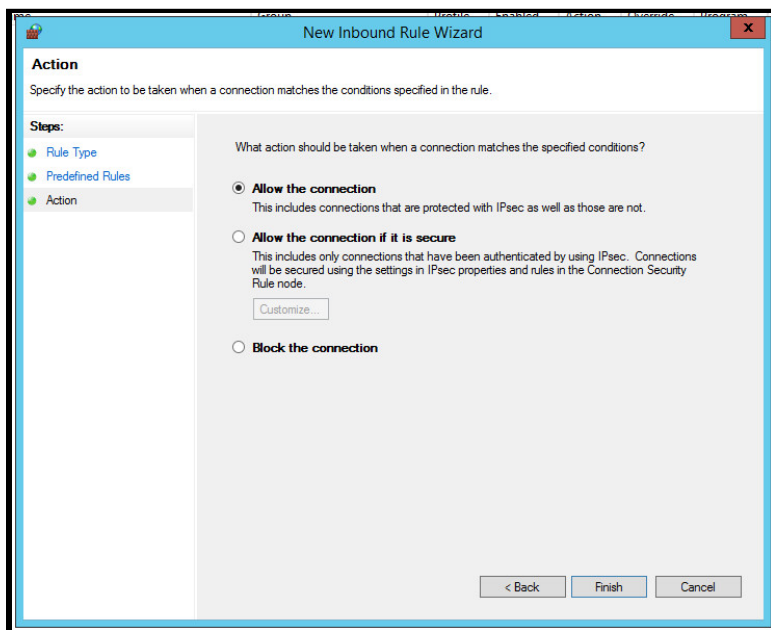 New Inbound Rule Wizard
x
Action
Specify the action to be taken when a connection matches the conditions specified in the rule.
Steps:
Rule Type
Predefined Rules
Action
What action should be taken when a connection matches the specified conditions?
Allow the connection
This includes connections that are protected with IPsec as well as those are not.
Allow the connection if it is secure
This includes only connections that have been authenticated by using IPsec. Connections
will be secured using the settings in IPsec properties and rules in the Connection Security
Rule node.
Customize...
Block the connection
< Back Finish Cancel